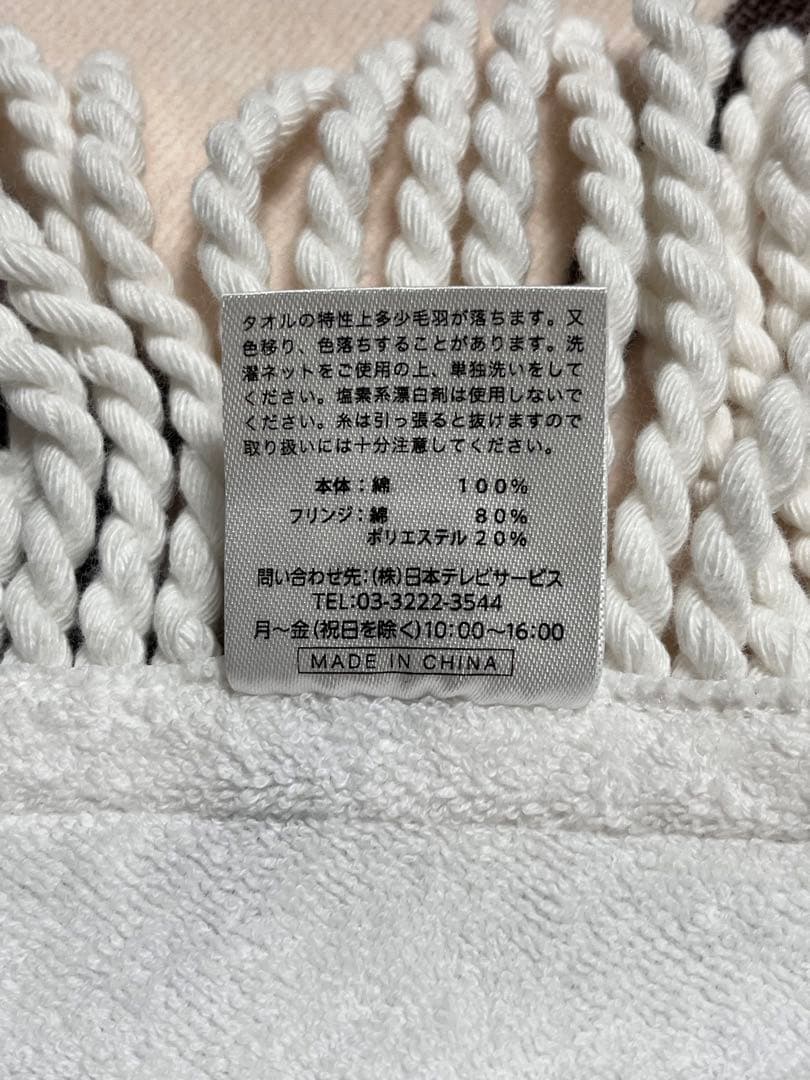 タオルの特性上多少毛羽が落ちます。又
色移り、色落ちすることがあります。洗
濯ネットをご使用の上、単独洗いをして
ください。塩素系漂白剤は使用しないで
ください。糸は引っ張ると抜けますので
取り扱いには十分注意してください。
本体：綿 100%
フリンジ：綿 80%
ポリエステル 20%
問い合わせ先：(株)日本テレビサービス
TEL:03-3222-3544
月～金(祝日を除く)10:00～16:00
MADE IN CHINA